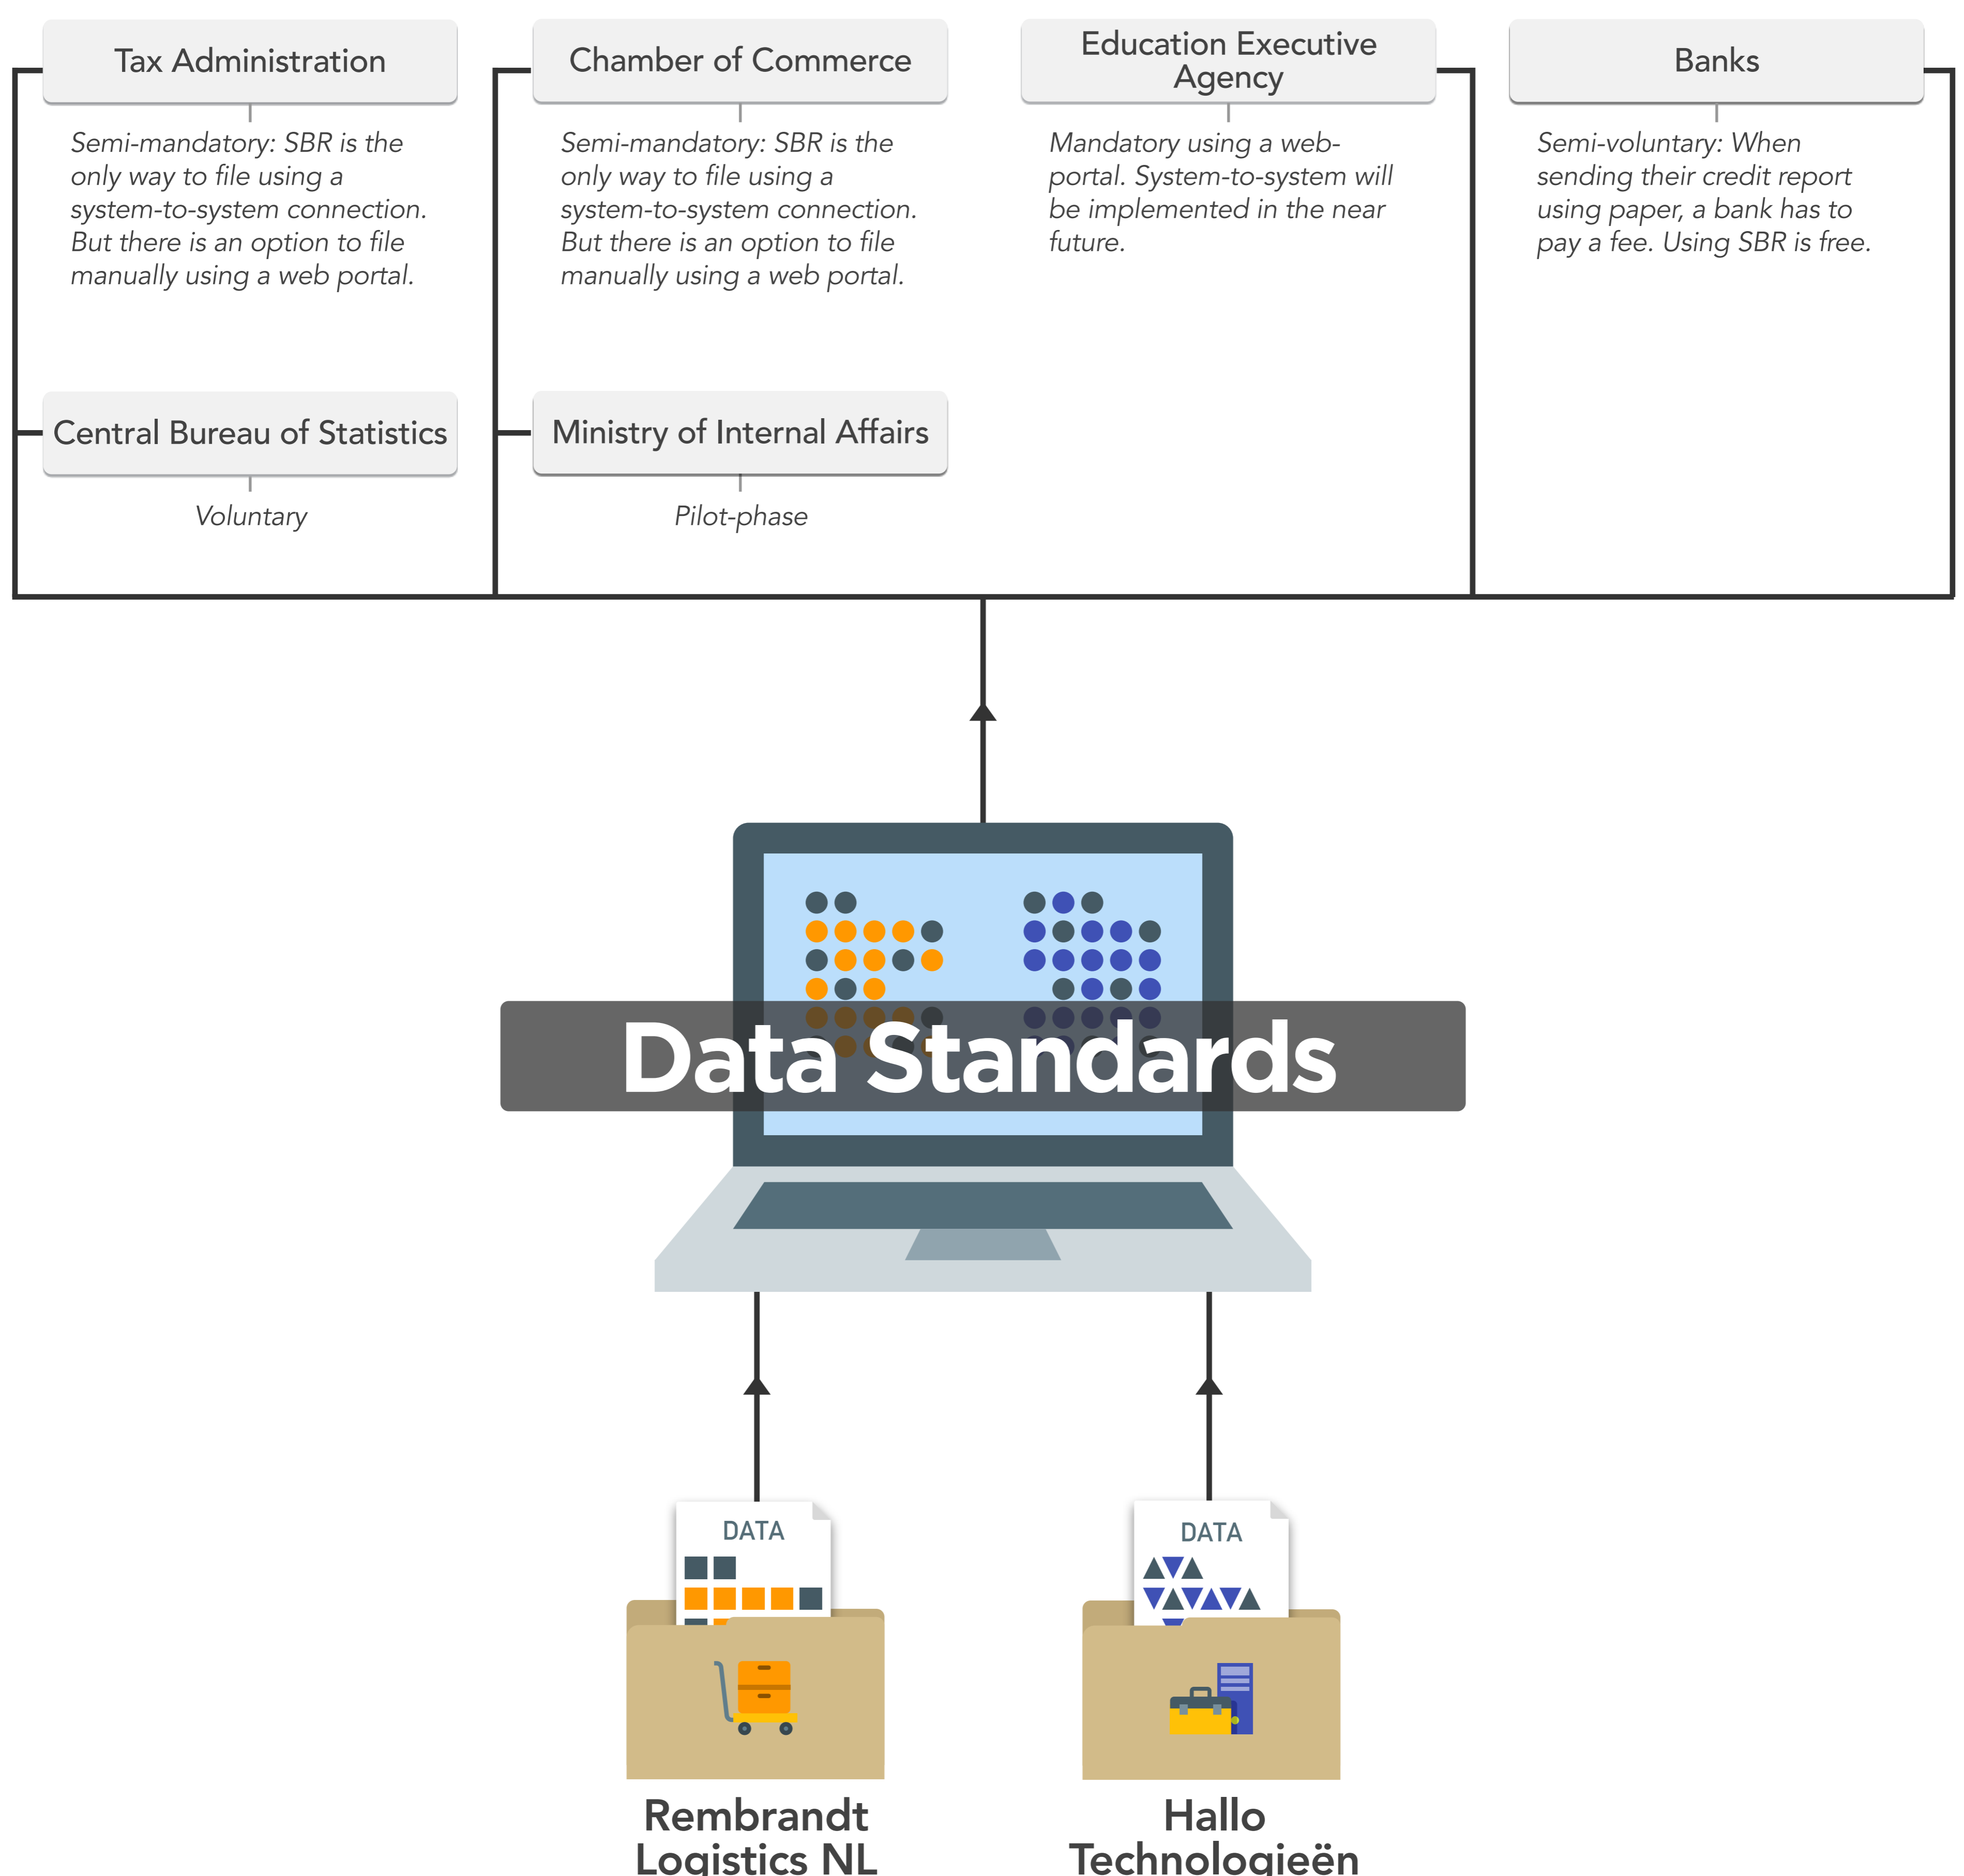 Tax Administration
Semi-mandatory: SBR is the
only way to file using a
system-to-system connection.
But there is an option to file
manually using a web portal.
Chamber of Commerce
Semi-mandatory: SBR is the
only way to file using a
system-to-system connection.
But there is an option to file
manually using a web portal.
Education Executive
Agency
Mandatory using a web-
portal. System-to-system will
be implemented in the near
future.
Banks
Semi-voluntary: When
sending their credit report
using paper, a bank has to
pay a fee. Using SBR is free.
Central Bureau of Statistics
Voluntary
Ministry of Internal Affairs
Pilot-phase
Data Standards
DATA
DATA
Rembrandt
Logistics NL
Hallo
Technologieën